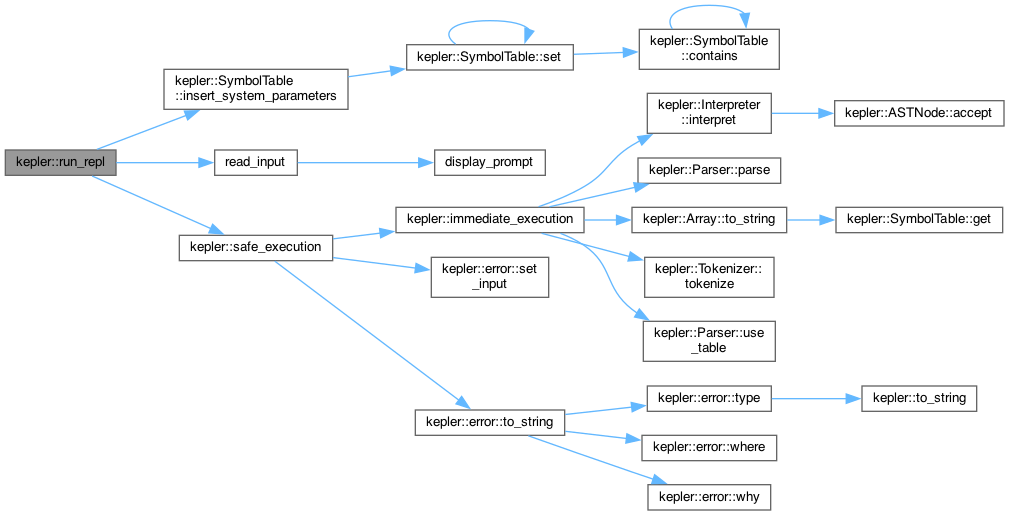 kepler::run_repl
kepler::SymbolTable
::insert_system_parameters
kepler::SymbolTable::set
kepler::SymbolTable
::contains
read_input
display_prompt
kepler::safe_execution
kepler::immediate_execution
kepler::Interpreter
::interpret
kepler::ASTNode::accept
kepler::Parser::parse
kepler::Array::to_string
kepler::SymbolTable::get
kepler::Tokenizer::
tokenize
kepler::Parser::use
_table
kepler::error::set
_input
kepler::error::to_string
kepler::error::type
kepler::to_string
kepler::error::where
kepler::error::why